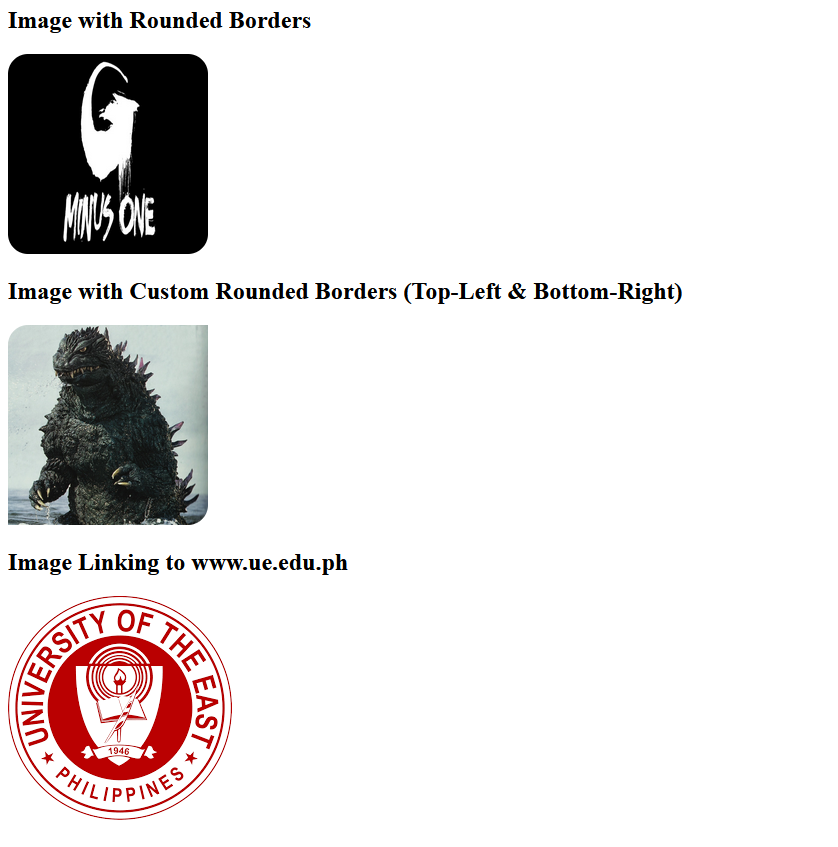 Image with Rounded Borders
MINUS ONE
Image with Custom Rounded Borders (Top-Left & Bottom-Right)
Image Linking to www.ue.edu.ph
UNIVERSITY OF THE EAST
1946
★ PHILIPPINES ★